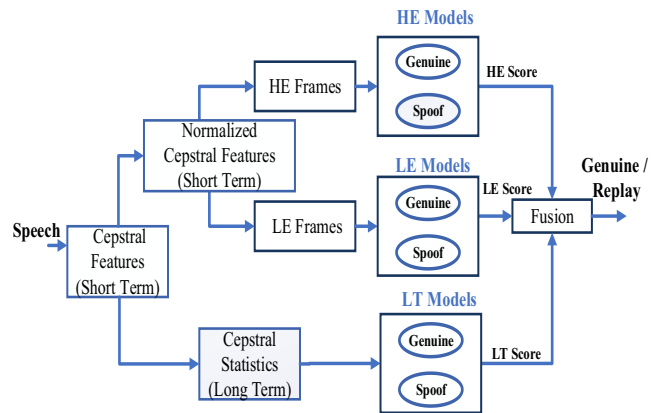 HE Models
Genuine
Spoof
HE Frames
HE Score
Normalized
Cepstral Features
(Short Term)
LE Models
Genuine
Spoof
LE Frames
LE Score
Genuine /
Replay
Fusion
Speech
Cepstral
Features
(Short Term)
LT Models
Genuine
Spoof
Cepstral
Statistics
(Long Term)
LT Score